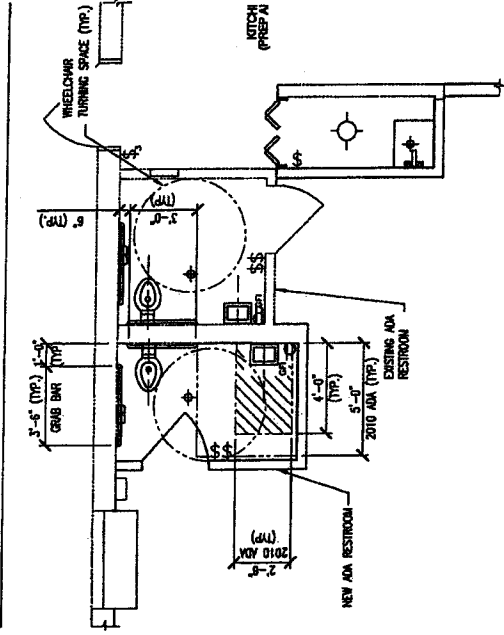 WHEELCHAIR
TURNING SPACE (TYP.)
KITCH
(PREP A
$
6" (TYP.)
3'-0"
(TYP)
$$
1'-0"
(TYP)
3'-6" (TYP.)
GRAB BAR
$$
4'-0"
(TYP.)
5'-0"
2010 ADA (TYP.)
EXISTING ADA
RESTROOM
2'-6"
2010 ADA
(TYP)
NEW ADA RESTROOM